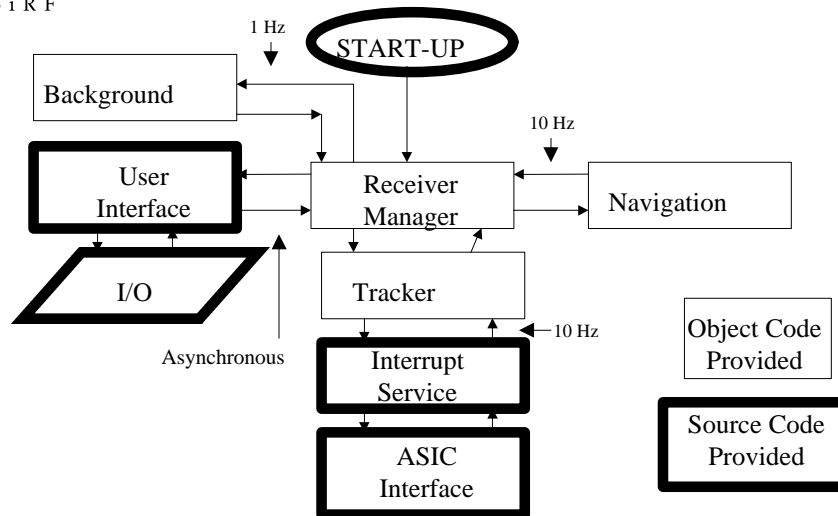 i R F
1 Hz
START-UP
Background
10 Hz
User
Interface
Receiver
Manager
Navigation
I/O
Tracker
Asynchronous
10 Hz
Interrupt
Service
ASIC
Interface
Object Code
Provided
Source Code
Provided